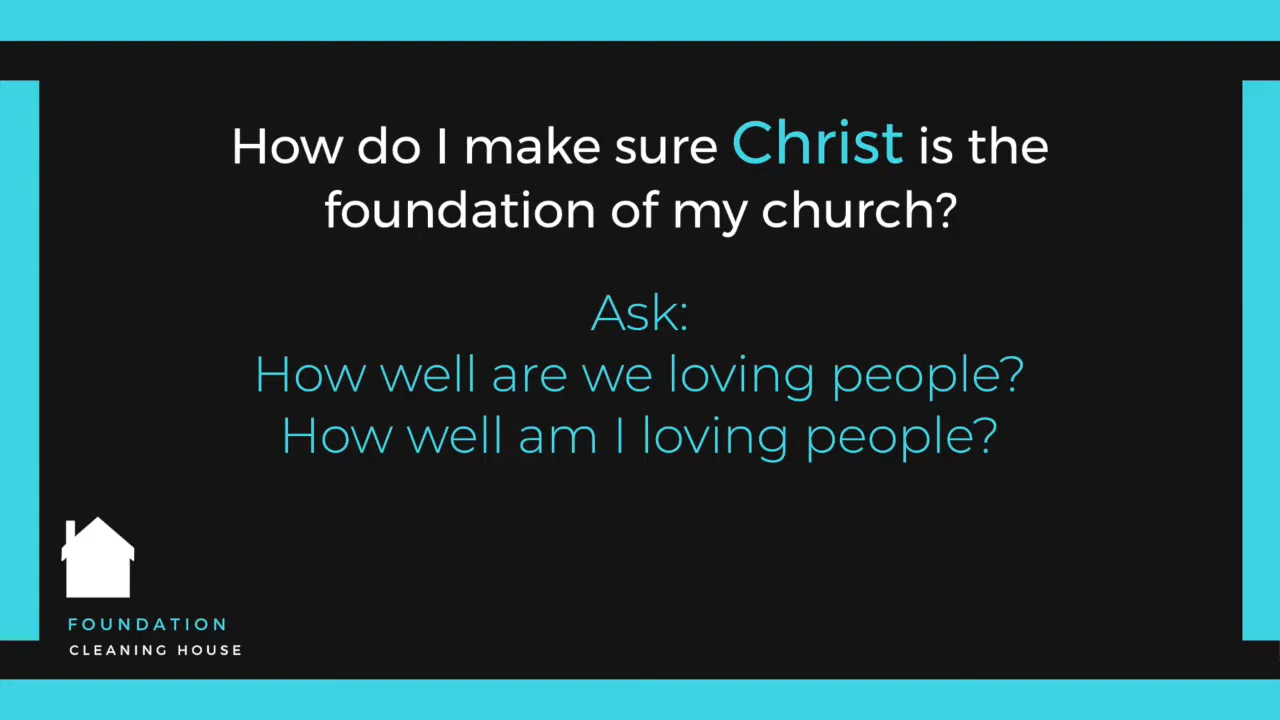 How do I make sure Christ is the
foundation of my church?
Ask:
How well are we loving people?
How well am I loving people?
FOUNDATION
CLEANING HOUSE